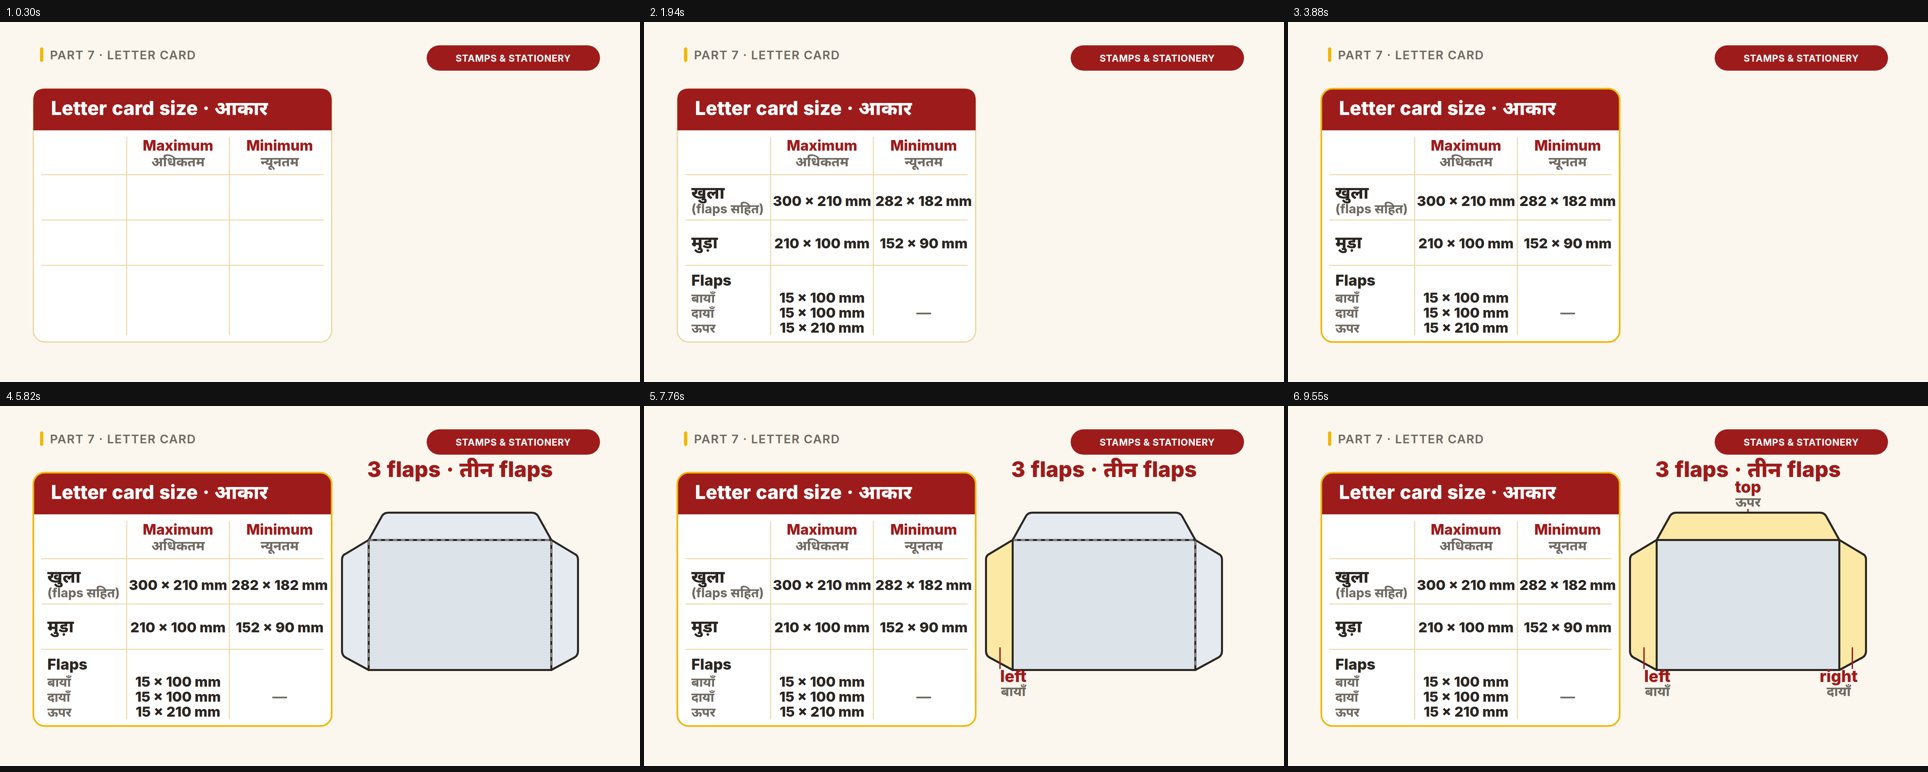 1. 0.30s
PART 7 · LETTER CARD
STAMPS & STATIONERY
Letter card size · आकार
Maximum Minimum
अधिकतम न्यूनतम
2. 1.94s
PART 7 · LETTER CARD
STAMPS & STATIONERY
Letter card size · आकार
Maximum Minimum
अधिकतम न्यूनतम
खुला 300 × 210 mm 282 × 182 mm
(flaps सहित)
मुड़ा 210 × 100 mm 152 × 90 mm
Flaps
बायाँ 15 × 100 mm
दायाँ 15 × 100 mm —
ऊपर 15 × 210 mm
3. 3.88s
PART 7 · LETTER CARD
STAMPS & STATIONERY
Letter card size · आकार
Maximum Minimum
अधिकतम न्यूनतम
खुला 300 × 210 mm 282 × 182 mm
(flaps सहित)
मुड़ा 210 × 100 mm 152 × 90 mm
Flaps
बायाँ 15 × 100 mm
दायाँ 15 × 100 mm —
ऊपर 15 × 210 mm
4. 5.82s
PART 7 · LETTER CARD
STAMPS & STATIONERY
3 flaps · तीन flaps
Letter card size · आकार
Maximum Minimum
अधिकतम न्यूनतम
खुला 300 × 210 mm 282 × 182 mm
(flaps सहित)
मुड़ा 210 × 100 mm 152 × 90 mm
Flaps
बायाँ 15 × 100 mm
दायाँ 15 × 100 mm —
ऊपर 15 × 210 mm
5. 7.76s
PART 7 · LETTER CARD
STAMPS & STATIONERY
3 flaps · तीन flaps
Letter card size · आकार
Maximum Minimum
अधिकतम न्यूनतम
खुला 300 × 210 mm 282 × 182 mm
(flaps सहित)
मुड़ा 210 × 100 mm 152 × 90 mm
Flaps
बायाँ 15 × 100 mm
दायाँ 15 × 100 mm —
ऊपर 15 × 210 mm
left
बायाँ
6. 9.55s
PART 7 · LETTER CARD
STAMPS & STATIONERY
3 flaps · तीन flaps
top
ऊपर
Letter card size · आकार
Maximum Minimum
अधिकतम न्यूनतम
खुला 300 × 210 mm 282 × 182 mm
(flaps सहित)
मुड़ा 210 × 100 mm 152 × 90 mm
Flaps
बायाँ 15 × 100 mm
दायाँ 15 × 100 mm —
ऊपर 15 × 210 mm
left right
बायाँ दायाँ